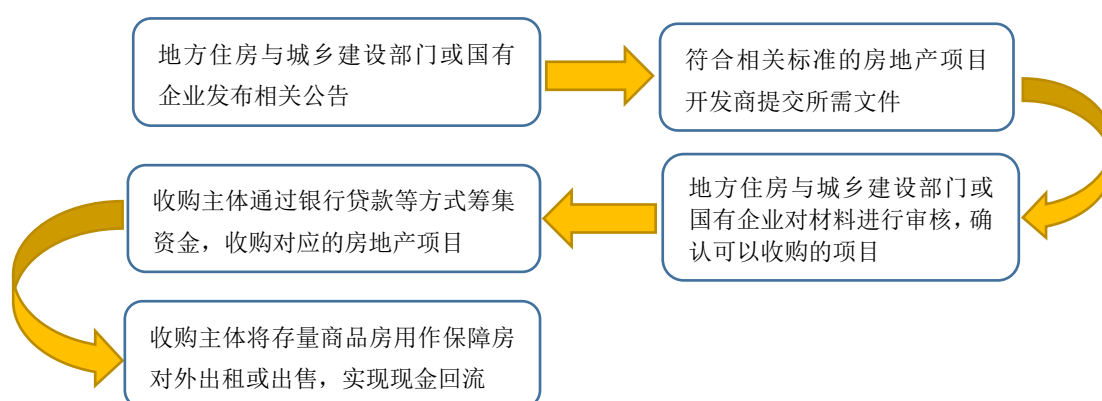 地方住房与城乡建设部门或国有
企业发布相关公告
符合相关标准的房地产项目
开发商提交所需文件
地方住房与城乡建设部门或
国有企业对材料进行审核，确
认可以收购的项目
收购主体通过银行贷款等方式筹集
资金，收购对应的房地产项目
收购主体将存量商品房用作保障房
对外出租或出售，实现现金回流